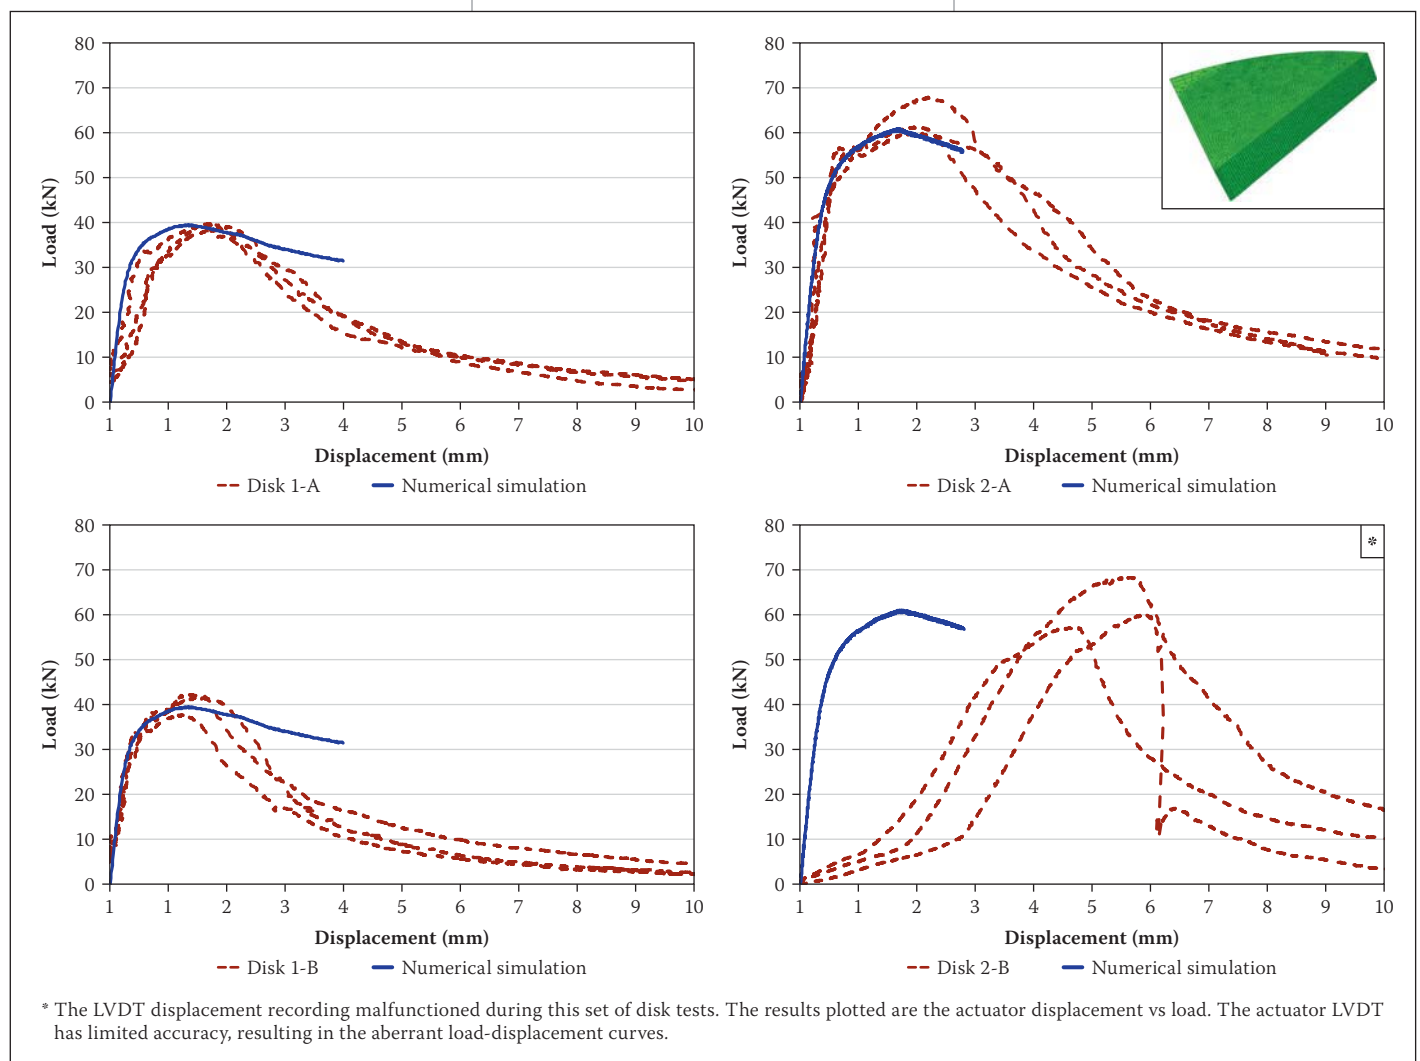 80
70
60
50
40
30
20
10
0
Load (kN)
1 1 2 3 4 5 6 7 8 9 10
Displacement (mm)
Disk 1-A Numerical simulation
80
70
60
50
40
30
20
10
0
Load (kN)
1 1 2 3 4 5 6 7 8 9 10
Displacement (mm)
Disk 2-A Numerical simulation
80
70
60
50
40
30
20
10
0
Load (kN)
1 1 2 3 4 5 6 7 8 9 10
Displacement (mm)
Disk 1-B Numerical simulation
*
80
70
60
50
40
30
20
10
0
Load (kN)
1 1 2 3 4 5 6 7 8 9 10
Displacement (mm)
Disk 2-B Numerical simulation
* The LVDT displacement recording malfunctioned during this set of disk tests. The results plotted are the actuator displacement vs load. The actuator LVDT
has limited accuracy, resulting in the aberrant load-displacement curves.